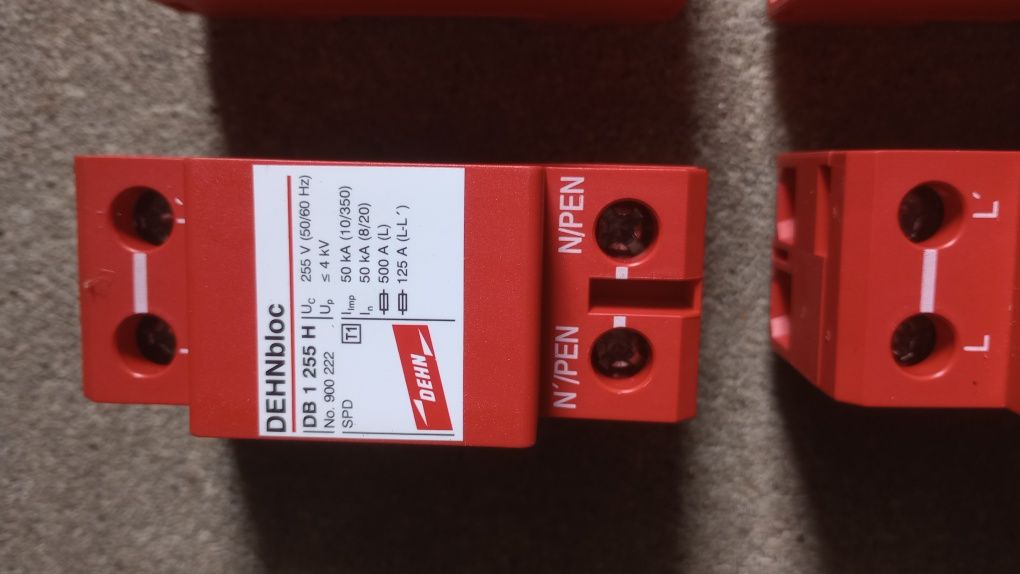 DEHNbloc
DB 1 255 H
No. 900 222
SPD
T1
UC 255 V (50/60 Hz)
Up ≤ 4 kV
Iimp 50 kA (10/350)
In 50 kA (8/20)
500 A (L)
125 A (L-L´)
DEHN
N´/PEN
N/PEN
L
L´